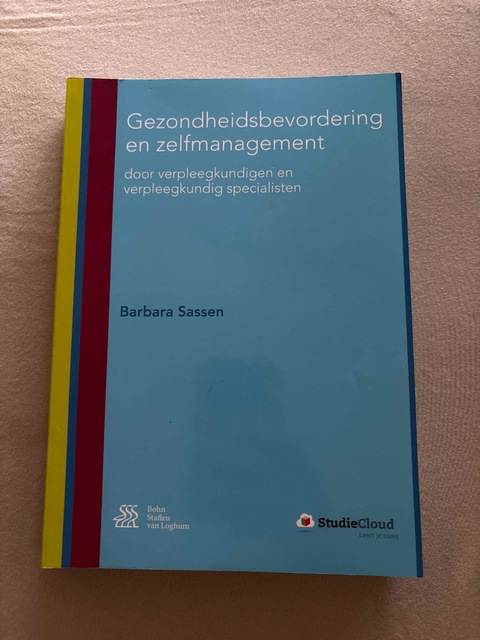 Gezondheidsbevordering
en zelfmanagement
door verpleegkundigen en
verpleegkundig specialisten
Barbara Sassen
Bohn
Stafleu
van Loghum
StudieCloud
Leert je meer